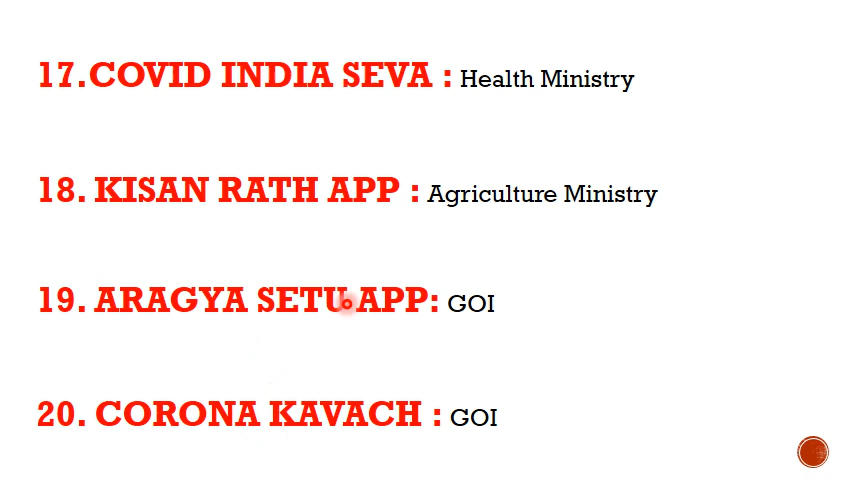 17.COVID INDIA SEVA : Health Ministry
18. KISAN RATH APP : Agriculture Ministry
19. ARAGYA SETU APP: GOI
20. CORONA KAVACH : GOI